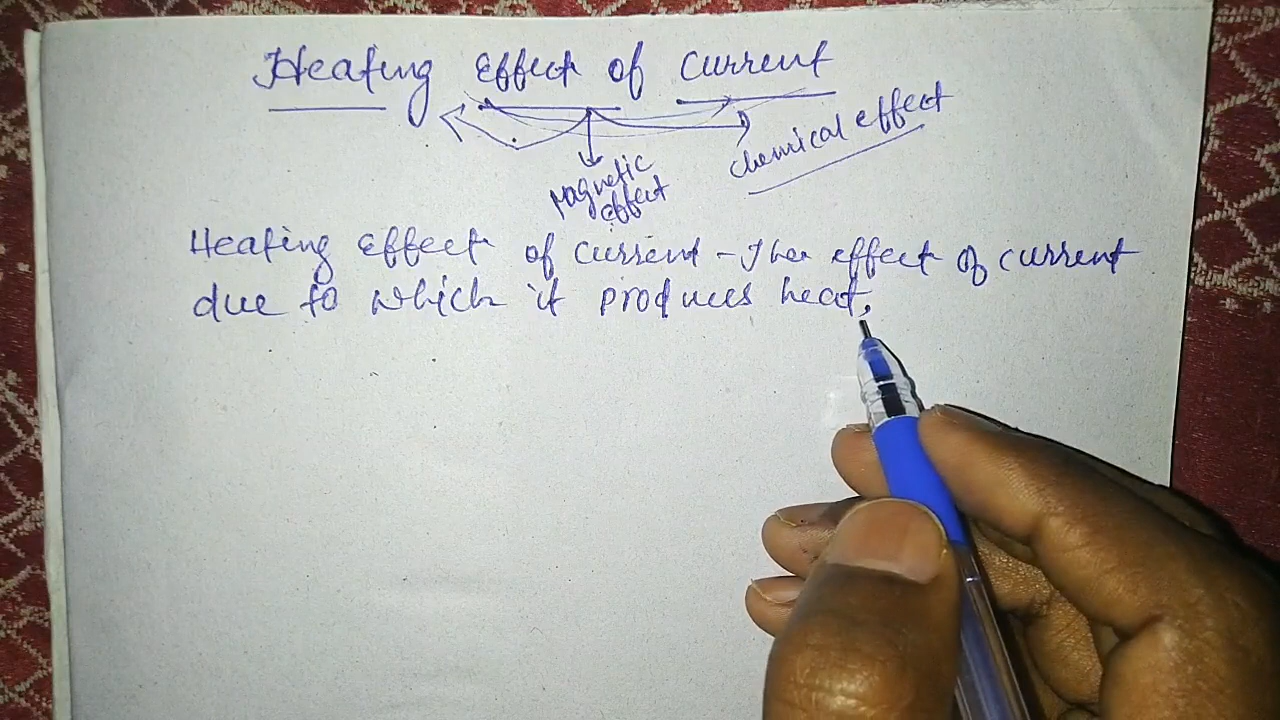 Heating Effect of Current
chemical effect
Magnetic
effect
Heating effect of current - The effect of current
due to which it produces heat,